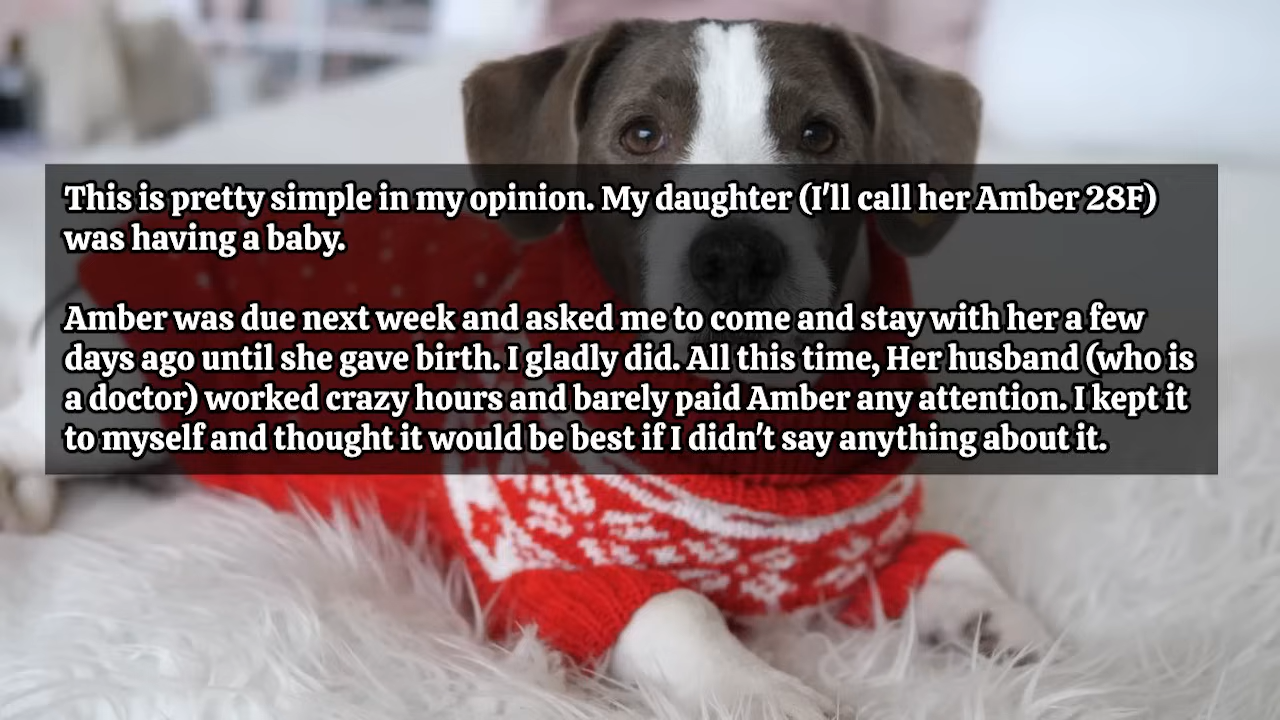 This is pretty simple in my opinion. My daughter (I'll call her Amber 28F)
was having a baby.
Amber was due next week and asked me to come and stay with her a few
days ago until she gave birth. I gladly did. All this time, Her husband (who is
a doctor) worked crazy hours and barely paid Amber any attention. I kept it
to myself and thought it would be best if I didn't say anything about it.